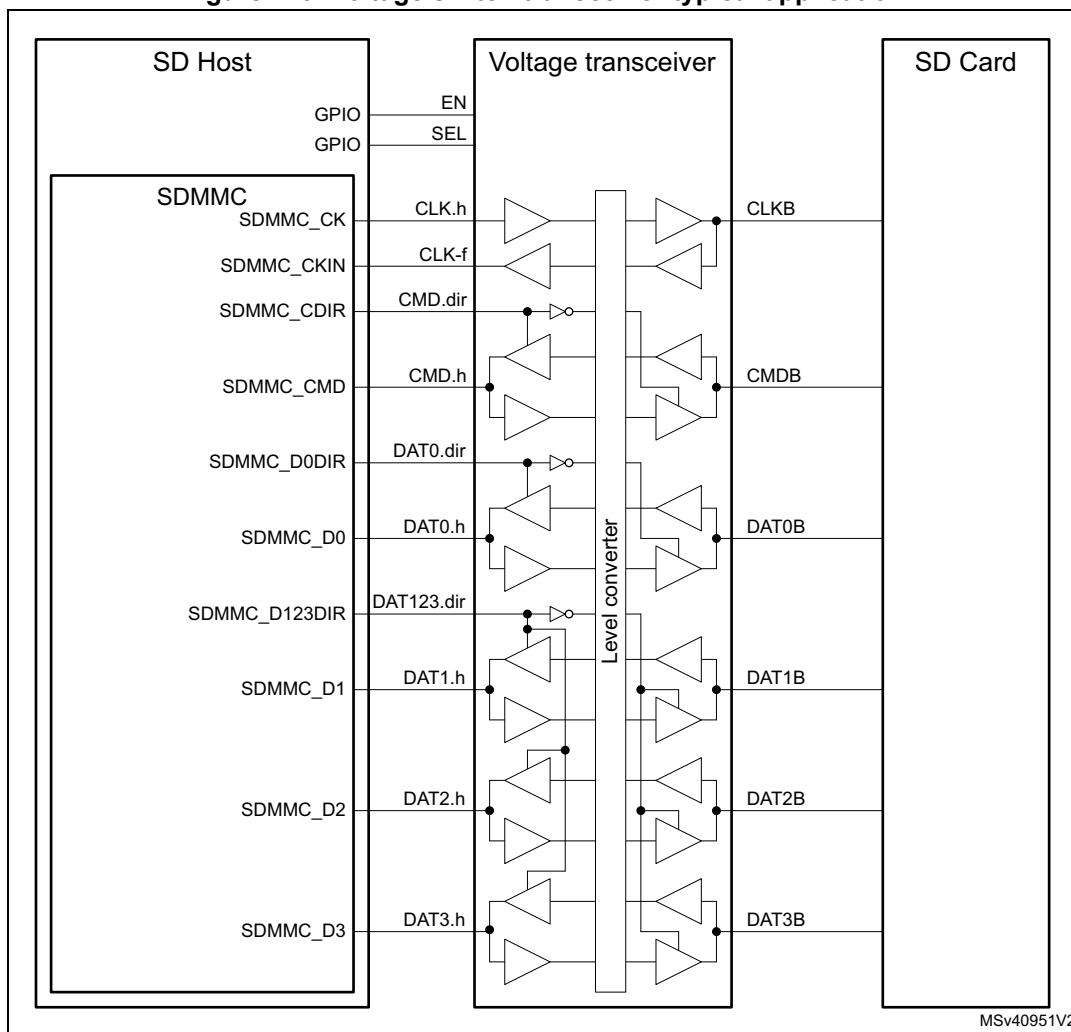 SD Host
Voltage transceiver
SD Card
GPIO EN
GPIO SEL
SDMMC
SDMMC_CK CLK.h CLKB
SDMMC_CKIN CLK-f
SDMMC_CDIR CMD.dir
SDMMC_CMD CMD.h CMDB
SDMMC_D0DIR DAT0.dir
SDMMC_D0 DAT0.h DAT0B
Level converter
SDMMC_D123DIR DAT123.dir
SDMMC_D1 DAT1.h DAT1B
SDMMC_D2 DAT2.h DAT2B
SDMMC_D3 DAT3.h DAT3B
MSv40951V2